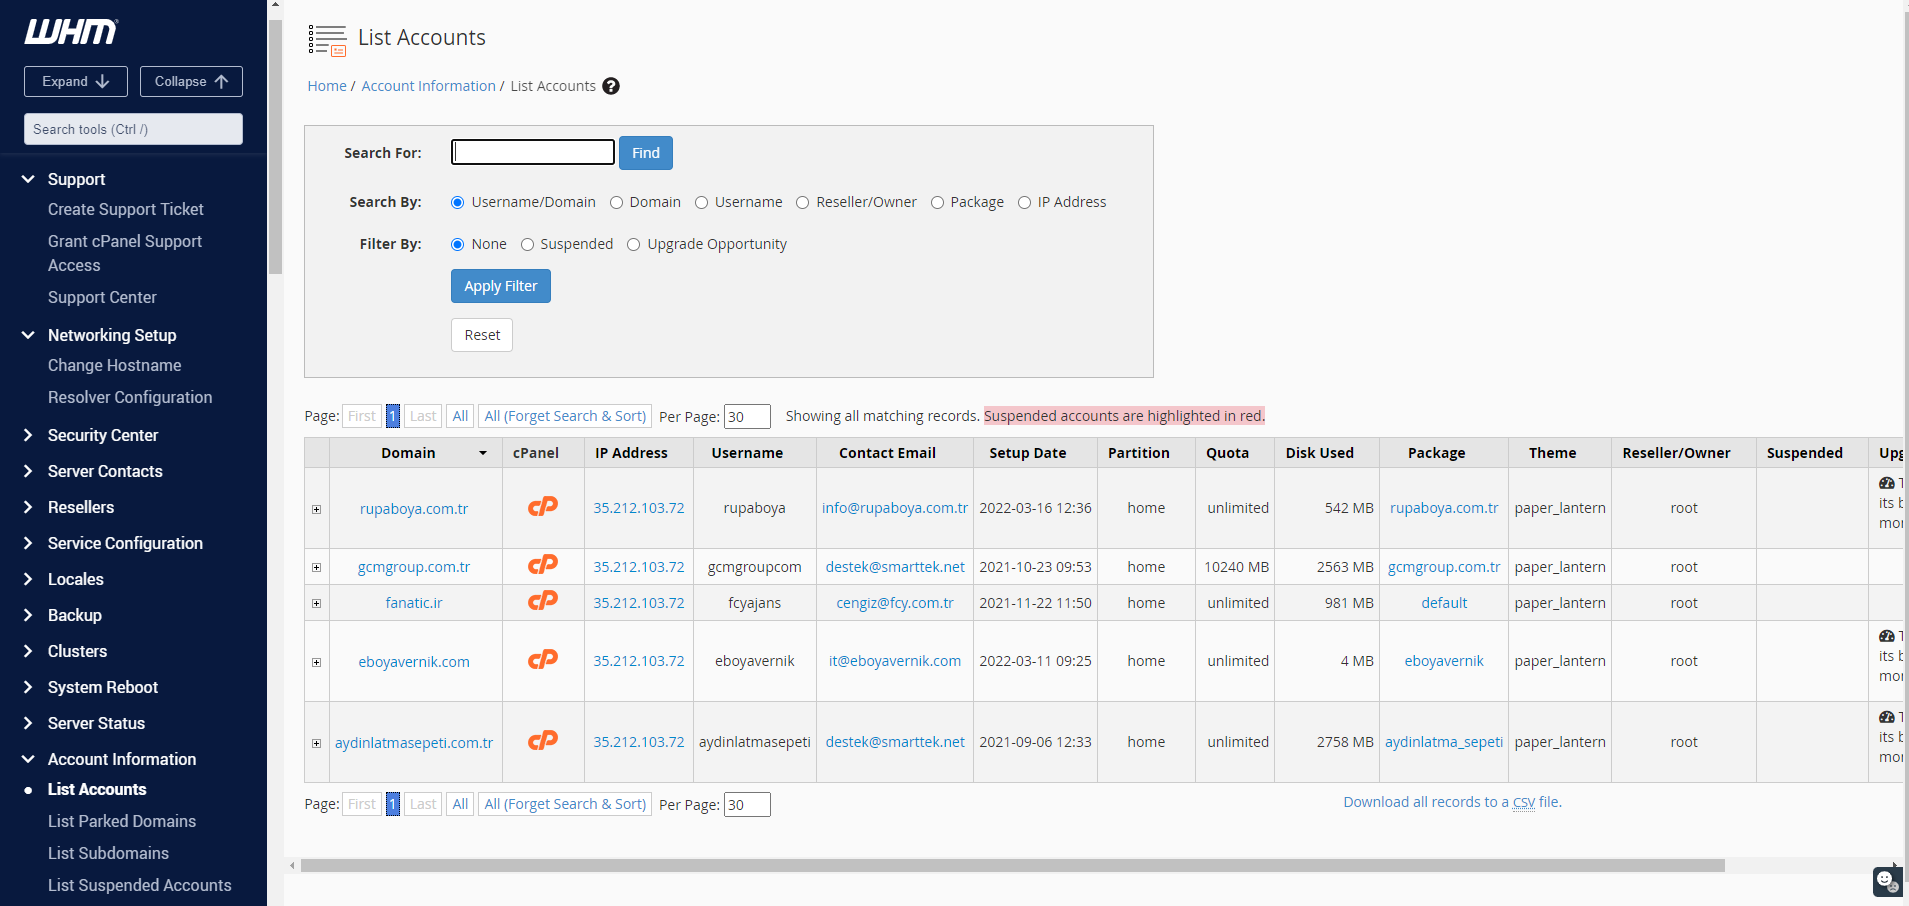 WHM
Expand
Collapse
Search tools (Ctrl /)
Support
Create Support Ticket
Grant cPanel Support
Access
Support Center
Networking Setup
Change Hostname
Resolver Configuration
Security Center
Server Contacts
Resellers
Service Configuration
Locales
Backup
Clusters
System Reboot
Server Status
Account Information
List Accounts
List Parked Domains
List Subdomains
List Suspended Accounts
List Accounts
Home / Account Information / List Accounts ?
Search For: Find
Search By: Username/Domain Domain Username Reseller/Owner Package IP Address
Filter By: None Suspended Upgrade Opportunity
Apply Filter
Reset
Page: First 1 Last All All (Forget Search & Sort) Per Page: 30 Showing all matching records. Suspended accounts are highlighted in red.
Domain cPanel IP Address Username Contact Email Setup Date Partition Quota Disk Used Package Theme Reseller/Owner Suspended Upg
rupaboya.com.tr cP 35.212.103.72 rupaboya info@rupaboya.com.tr 2022-03-16 12:36 home unlimited 542 MB rupaboya.com.tr paper_lantern root
its b
mor
gcmgroup.com.tr cP 35.212.103.72 gcmgroupcom destek@smarttek.net 2021-10-23 09:53 home 10240 MB 2563 MB gcmgroup.com.tr paper_lantern root
fanatic.ir cP 35.212.103.72 fcyajans cengiz@fcy.com.tr 2021-11-22 11:50 home unlimited 981 MB default paper_lantern root
eboyavernik.com cP 35.212.103.72 eboyavernik it@eboyavernik.com 2022-03-11 09:25 home unlimited 4 MB eboyavernik paper_lantern root
its b
mor
aydinlatmasepeti.com.tr cP 35.212.103.72 aydinlatmasepeti destek@smarttek.net 2021-09-06 12:33 home unlimited 2758 MB aydinlatma_sepeti paper_lantern root
its b
mor
Page: First 1 Last All All (Forget Search & Sort) Per Page: 30
Download all records to a CSV file.